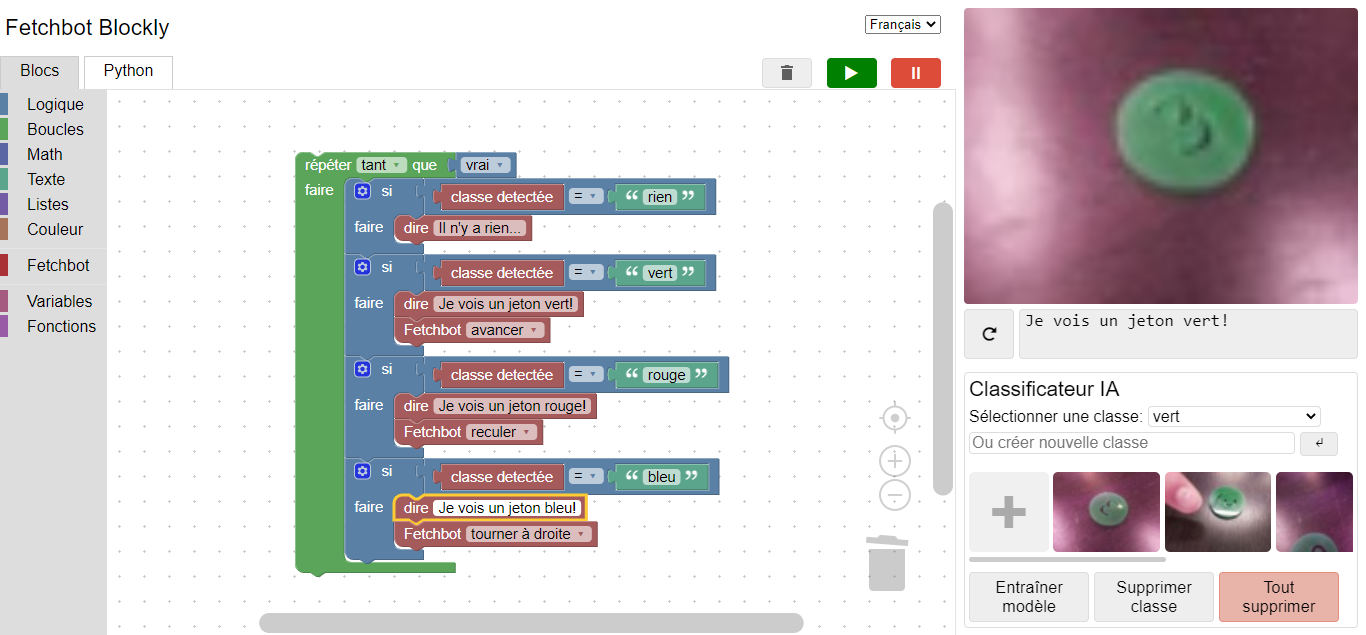 Fetchbot Blockly
Français
Blocs
Python
Logique
Boucles
Math
Texte
Listes
Couleur
Fetchbot
Variables
Fonctions
répéter tant que vrai
faire si classe detectée = “ rien ”
faire dire Il n'y a rien...
si classe detectée = “ vert ”
faire dire Je vois un jeton vert!
Fetchbot avancer
si classe detectée = “ rouge ”
faire dire Je vois un jeton rouge!
Fetchbot reculer
si classe detectée = “ bleu ”
faire dire Je vois un jeton bleu!
Fetchbot tourner à droite
Je vois un jeton vert!
Classificateur IA
Sélectionner une classe: vert
Ou créer nouvelle classe
Entraîner
modèle
Supprimer
classe
Tout
supprimer